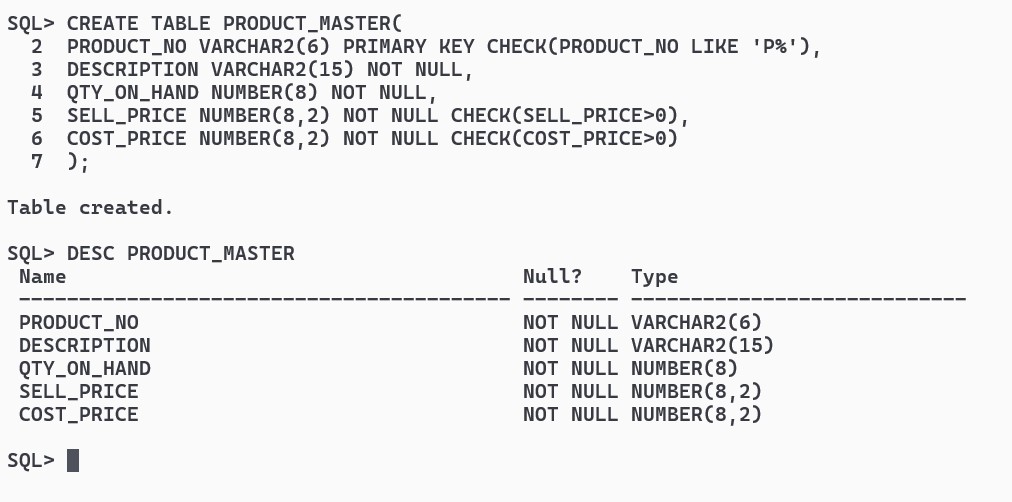 SQL> CREATE TABLE PRODUCT_MASTER(
  2  PRODUCT_NO VARCHAR2(6) PRIMARY KEY CHECK(PRODUCT_NO LIKE 'P%'),
  3  DESCRIPTION VARCHAR2(15) NOT NULL,
  4  QTY_ON_HAND NUMBER(8) NOT NULL,
  5  SELL_PRICE NUMBER(8,2) NOT NULL CHECK(SELL_PRICE>0),
  6  COST_PRICE NUMBER(8,2) NOT NULL CHECK(COST_PRICE>0)
  7  );
Table created.
SQL> DESC PRODUCT_MASTER
 Name                                      Null?    Type
 ----------------------------------------- -------- ----------------------------
 PRODUCT_NO                                NOT NULL VARCHAR2(6)
 DESCRIPTION                               NOT NULL VARCHAR2(15)
 QTY_ON_HAND                               NOT NULL NUMBER(8)
 SELL_PRICE                                NOT NULL NUMBER(8,2)
 COST_PRICE                                NOT NULL NUMBER(8,2)
SQL>